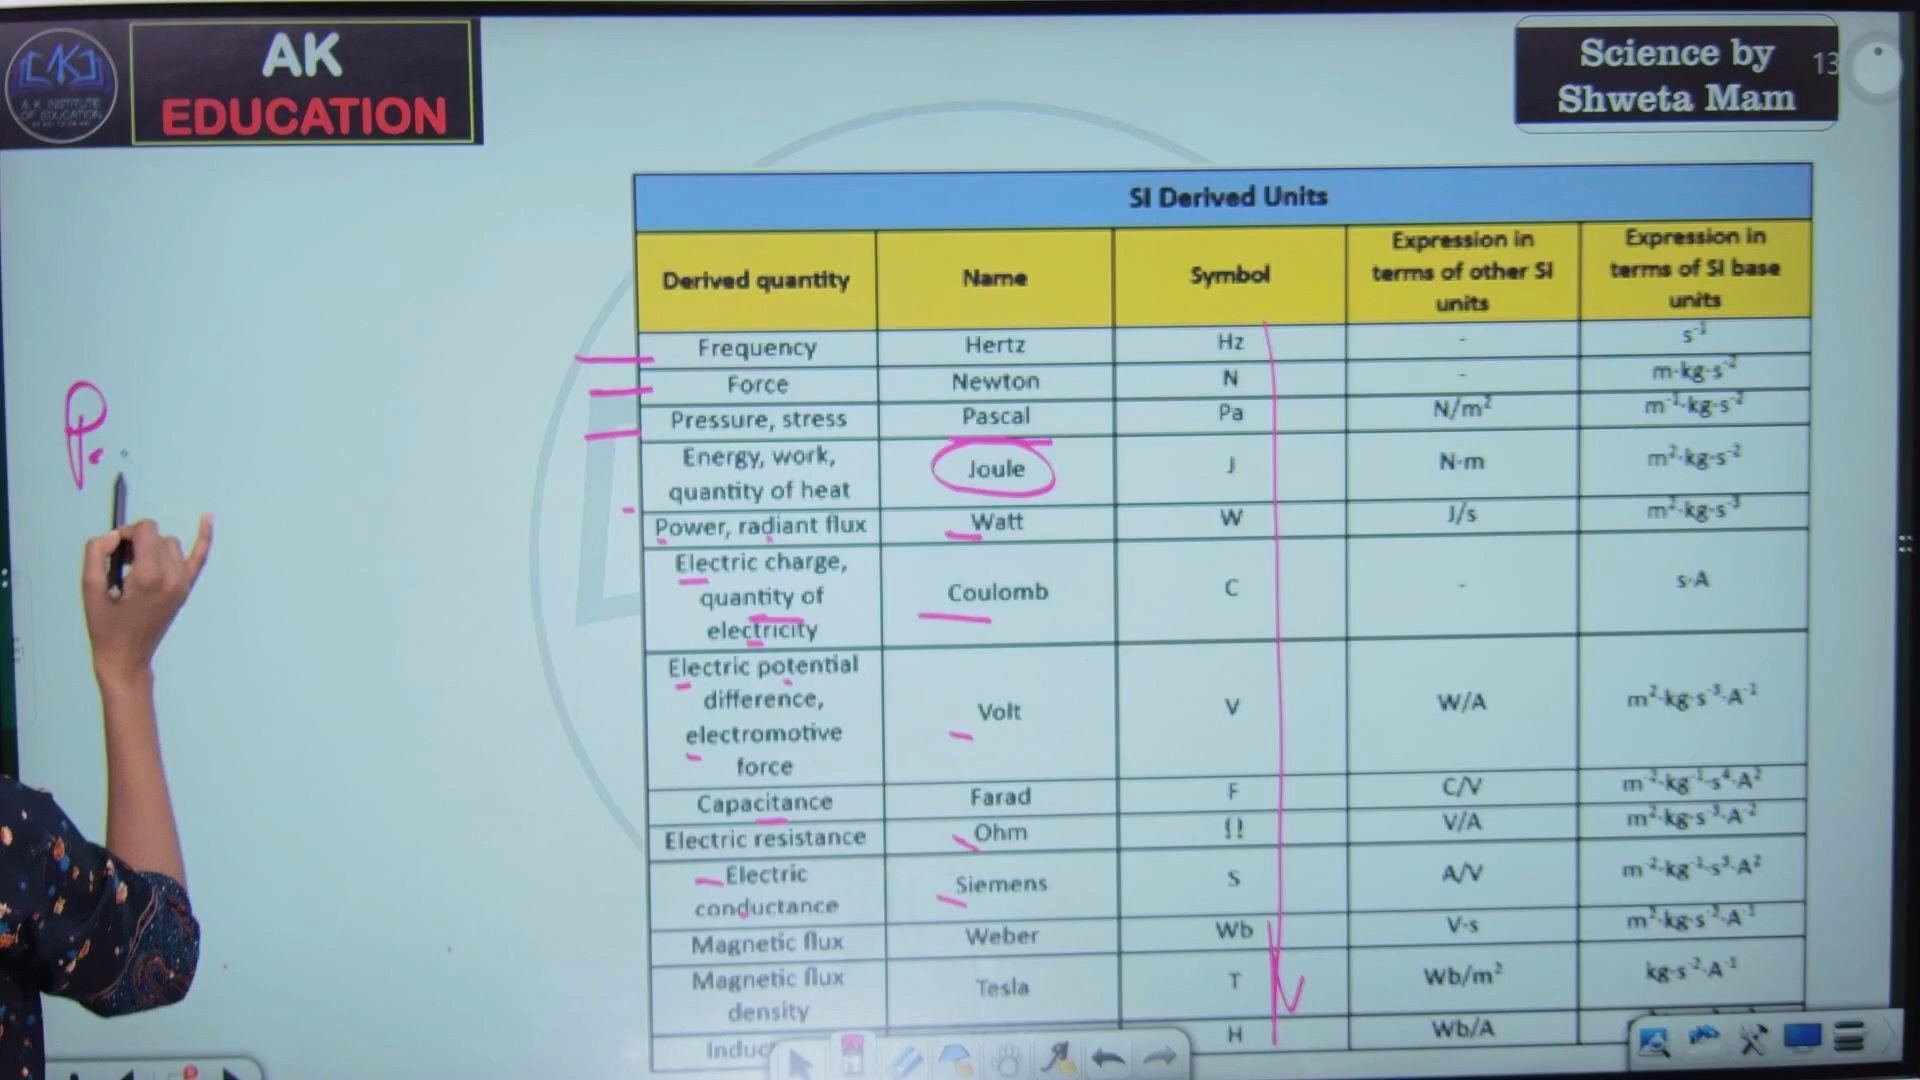 AK
EDUCATION
A K INSTITUTE
OF EDUCATION
Science by
Shweta Mam
13
SI Derived Units
Derived quantity
Name
Symbol
Expression in
terms of other SI
units
Expression in
terms of SI base
units
Frequency Hertz Hz - s⁻¹
Force Newton N - m·kg·s⁻²
Pressure, stress Pascal Pa N/m² m⁻¹·kg·s⁻²
Energy, work,
quantity of heat
Joule J N·m m²·kg·s⁻²
Power, radiant flux Watt W J/s m²·kg·s⁻³
Electric charge,
quantity of
electricity
Coulomb C - s·A
Electric potential
difference,
electromotive
force
Volt V W/A m²·kg·s⁻³·A⁻¹
Capacitance Farad F C/V m⁻²·kg⁻¹·s⁴·A²
Electric resistance Ohm Ω V/A m²·kg·s⁻³·A⁻²
Electric
conductance
Siemens S A/V m⁻²·kg⁻¹·s³·A²
Magnetic flux Weber Wb V·s m²·kg·s⁻²·A⁻¹
Magnetic flux
density
Tesla T Wb/m² kg·s⁻²·A⁻¹
Induc H Wb/A